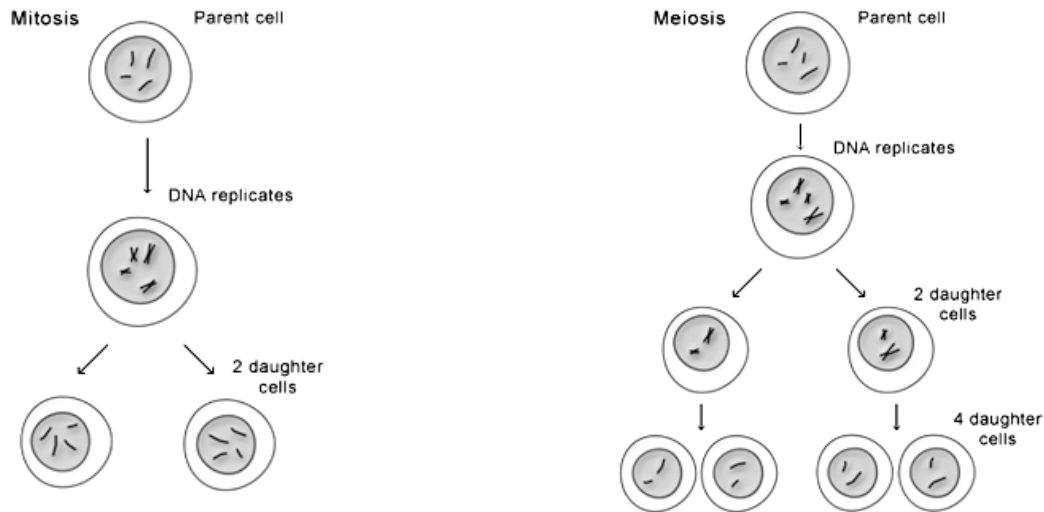 Mitosis
Parent cell
DNA replicates
2 daughter
cells
Meiosis
Parent cell
DNA replicates
2 daughter
cells
4 daughter
cells